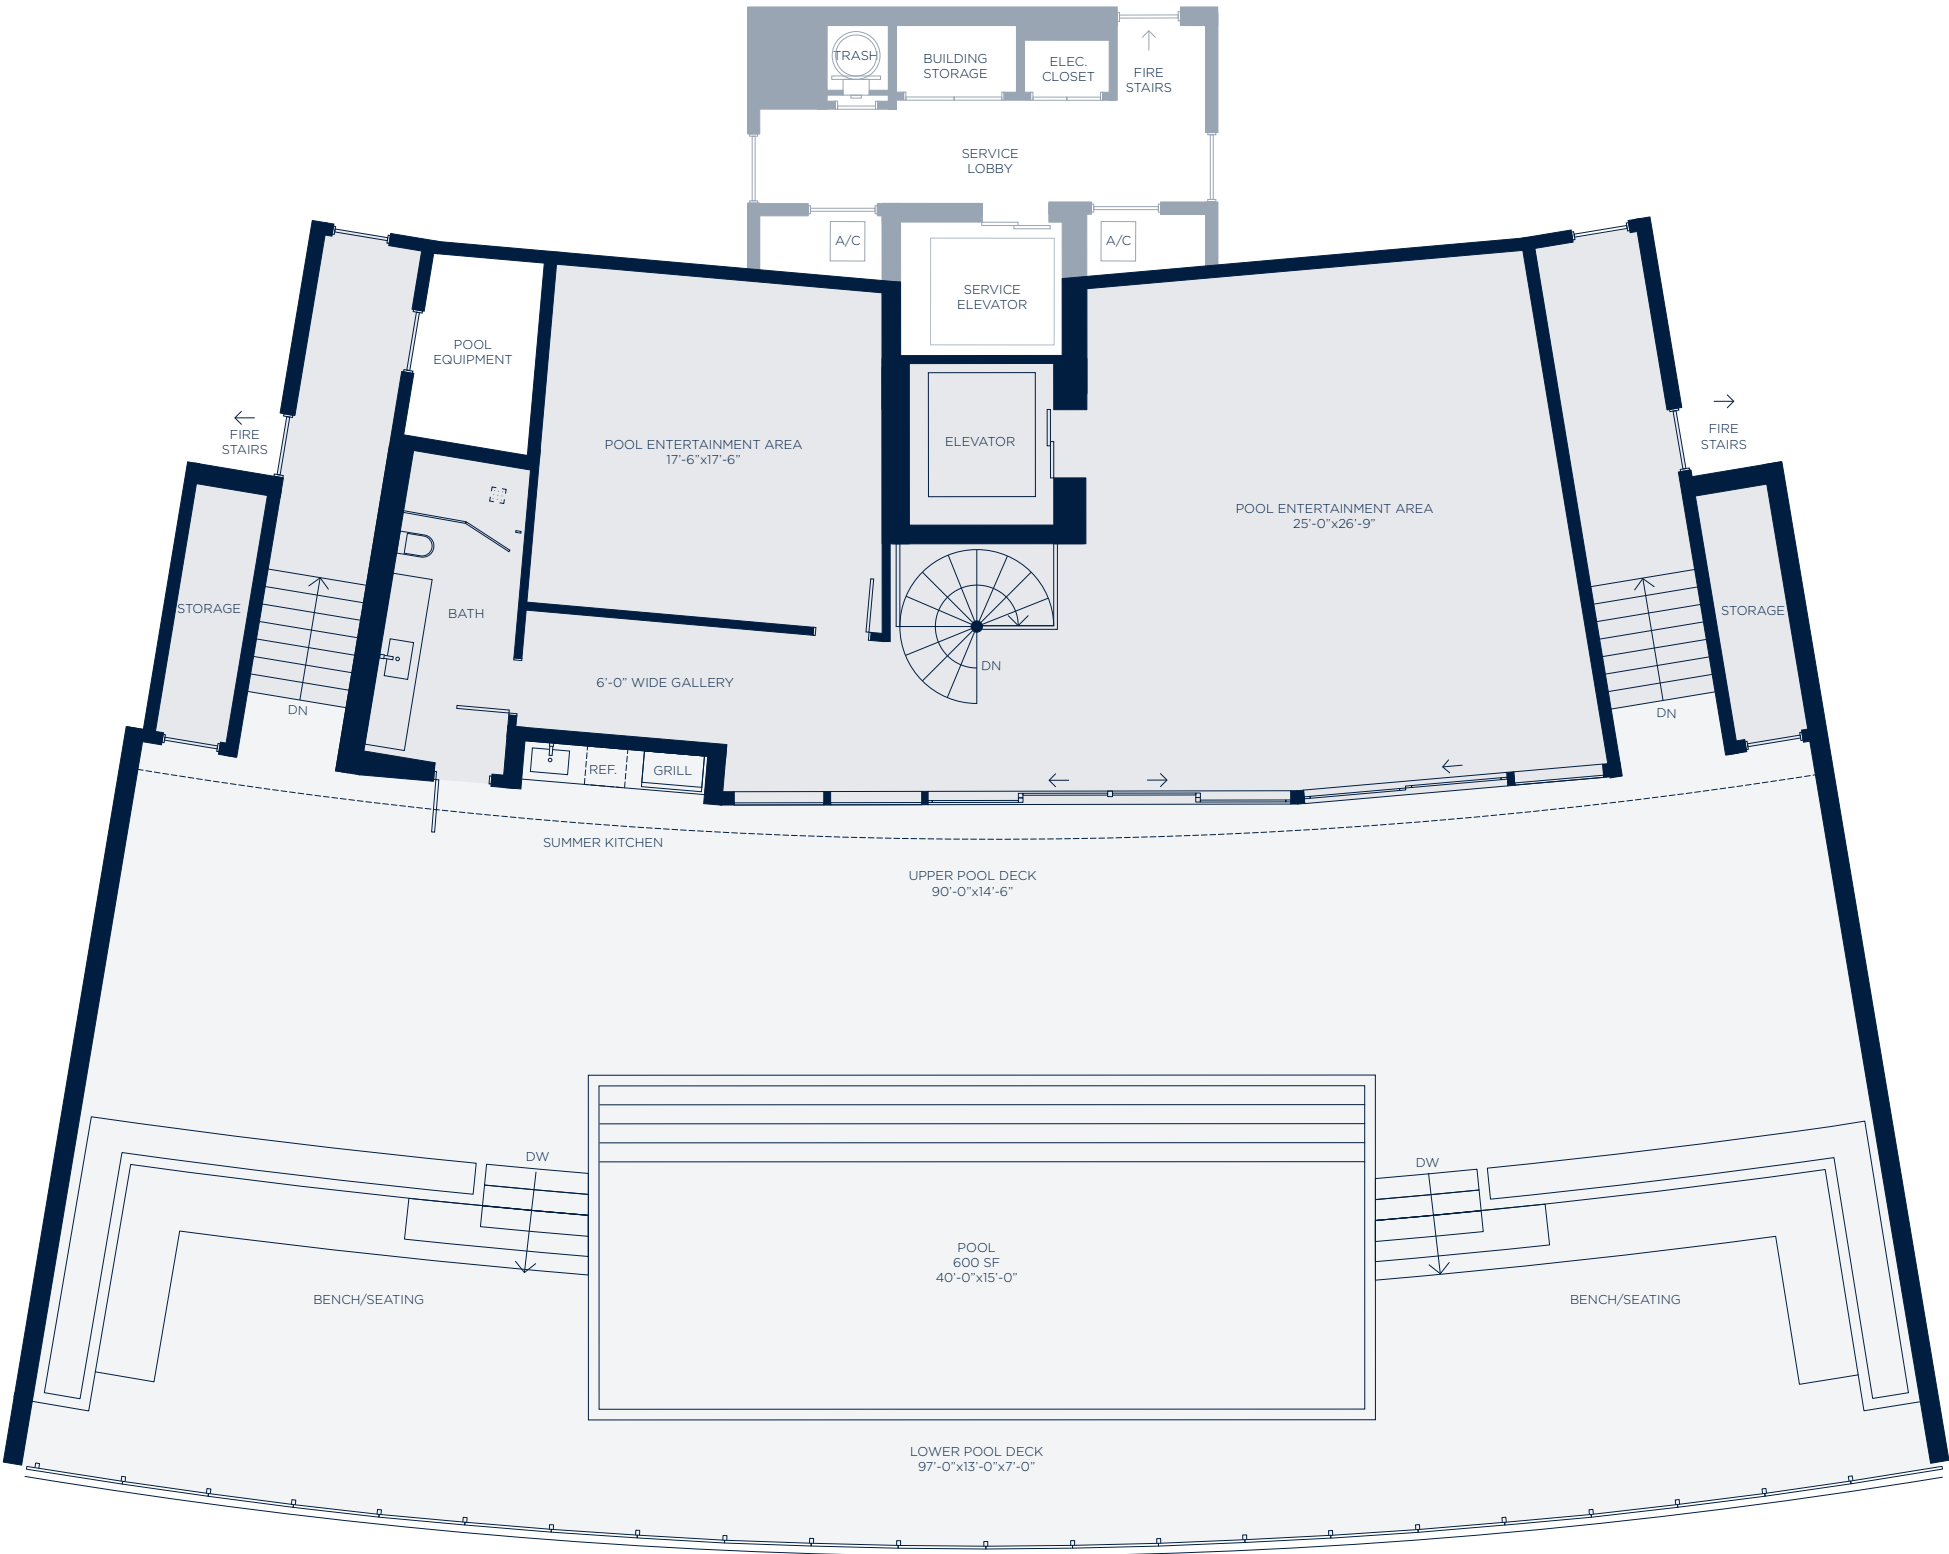 TRASH
BUILDING
STORAGE
ELEC.
CLOSET
FIRE
STAIRS
SERVICE
LOBBY
A/C
A/C
SERVICE
ELEVATOR
POOL
EQUIPMENT
FIRE
STAIRS
FIRE
STAIRS
POOL ENTERTAINMENT AREA
17'-6"x17'-6"
ELEVATOR
POOL ENTERTAINMENT AREA
25'-0"x26'-9"
STORAGE
BATH
STORAGE
DN
6'-0" WIDE GALLERY
DN
DN
REF.
GRILL
SUMMER KITCHEN
UPPER POOL DECK
90'-0"x14'-6"
DW
DW
POOL
600 SF
40'-0"x15'-0"
BENCH/SEATING
BENCH/SEATING
LOWER POOL DECK
97'-0"x13'-0"x7'-0"